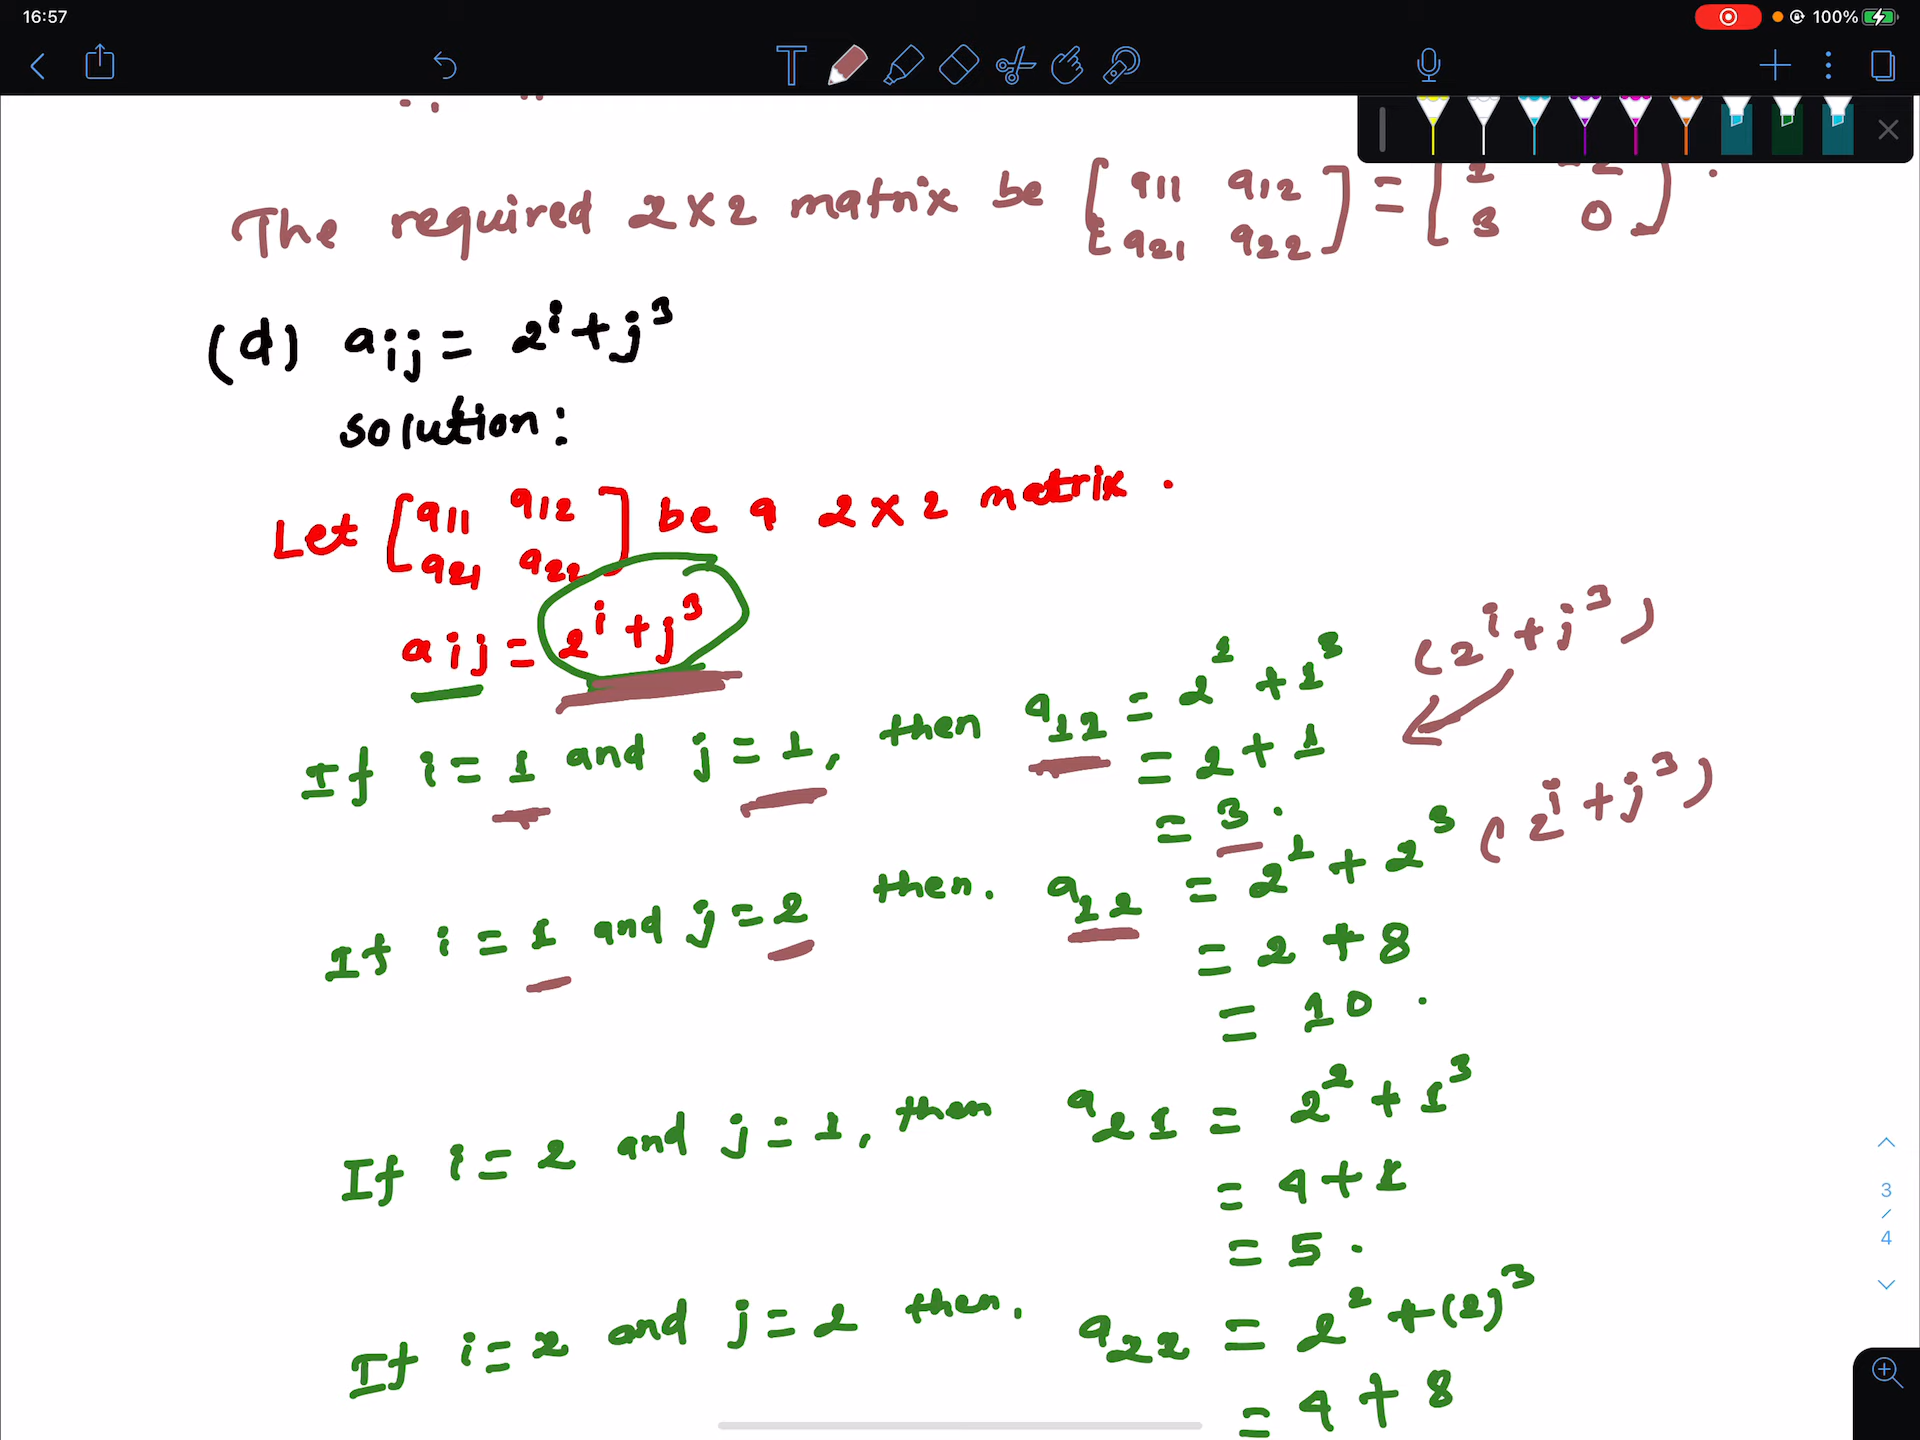 16:57
100%
The required 2×2 matrix be [a11 a12 = [1
a21 a22] 3 0].
(d) aij = 2^i + j^3
solution:
Let [a11 a12
a21 a22] be a 2×2 matrix.
aij = 2^i + j^3
(2^i + j^3)
If i = 1 and j = 1, then a11 = 2^1 + 1^3
= 2 + 1
= 3.
(2^i + j^3)
If i = 1 and j = 2 then. a12 = 2^1 + 2^3
= 2 + 8
= 10.
If i = 2 and j = 1, then a21 = 2^2 + 1^3
= 4 + 1
= 5.
If i = 2 and j = 2 then. a22 = 2^2 + (2)^3
= 4 + 8
3
/
4